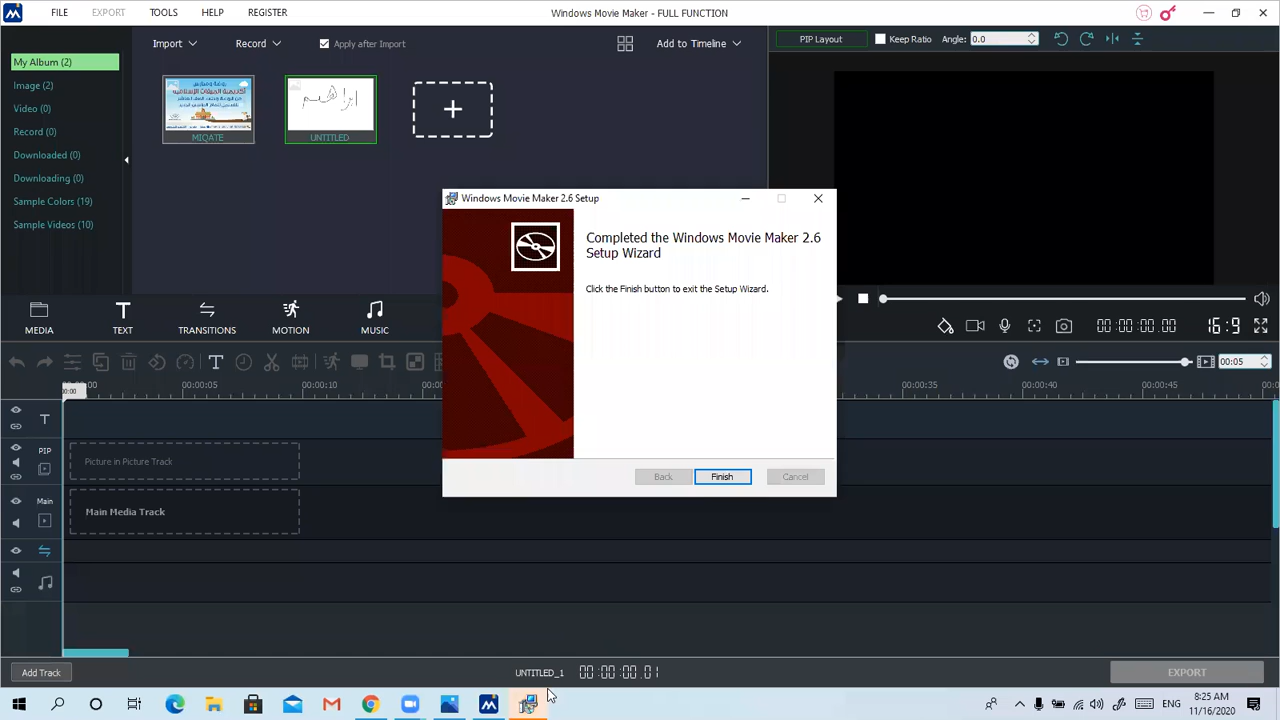 FILE EXPORT TOOLS HELP REGISTER
Windows Movie Maker - FULL FUNCTION
My Album (2)
Image (2)
Video (0)
Record (0)
Downloaded (0)
Downloading (0)
Sample Colors (19)
Sample Videos (10)
Import Record Apply after Import Add to Timeline
MIQATE
ابراهيم
UNTITLED
PIP Layout Keep Ratio Angle: 0.0
Windows Movie Maker 2.6 Setup
Completed the Windows Movie Maker 2.6
Setup Wizard
Click the Finish button to exit the Setup Wizard.
Back Finish Cancel
MEDIA TEXT TRANSITIONS MOTION MUSIC
00:00:00:00 16:9
00:05
00:00:05 00:00:10 00:00:35 00:00:40 00:00:45
T
PIP Picture in Picture Track
Main Main Media Track
Add Track UNTITLED_1 00:00:00.01 EXPORT
8:25 AM
11/16/2020